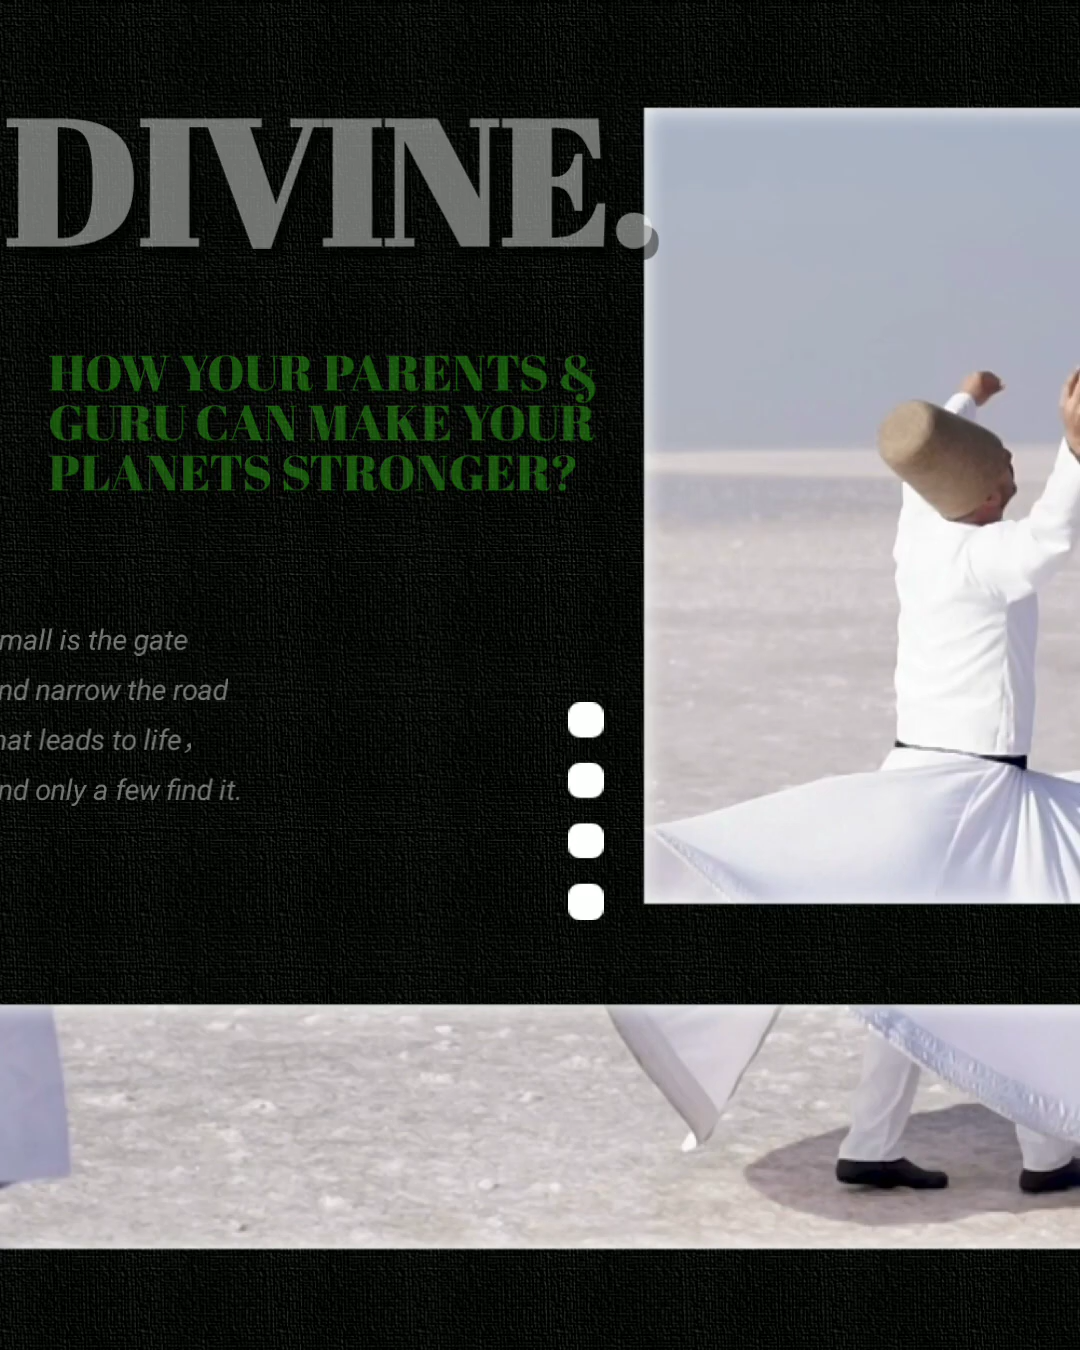 DIVINE.
HOW YOUR PARENTS &
GURU CAN MAKE YOUR
PLANETS STRONGER?
mall is the gate
nd narrow the road
hat leads to life,
nd only a few find it.